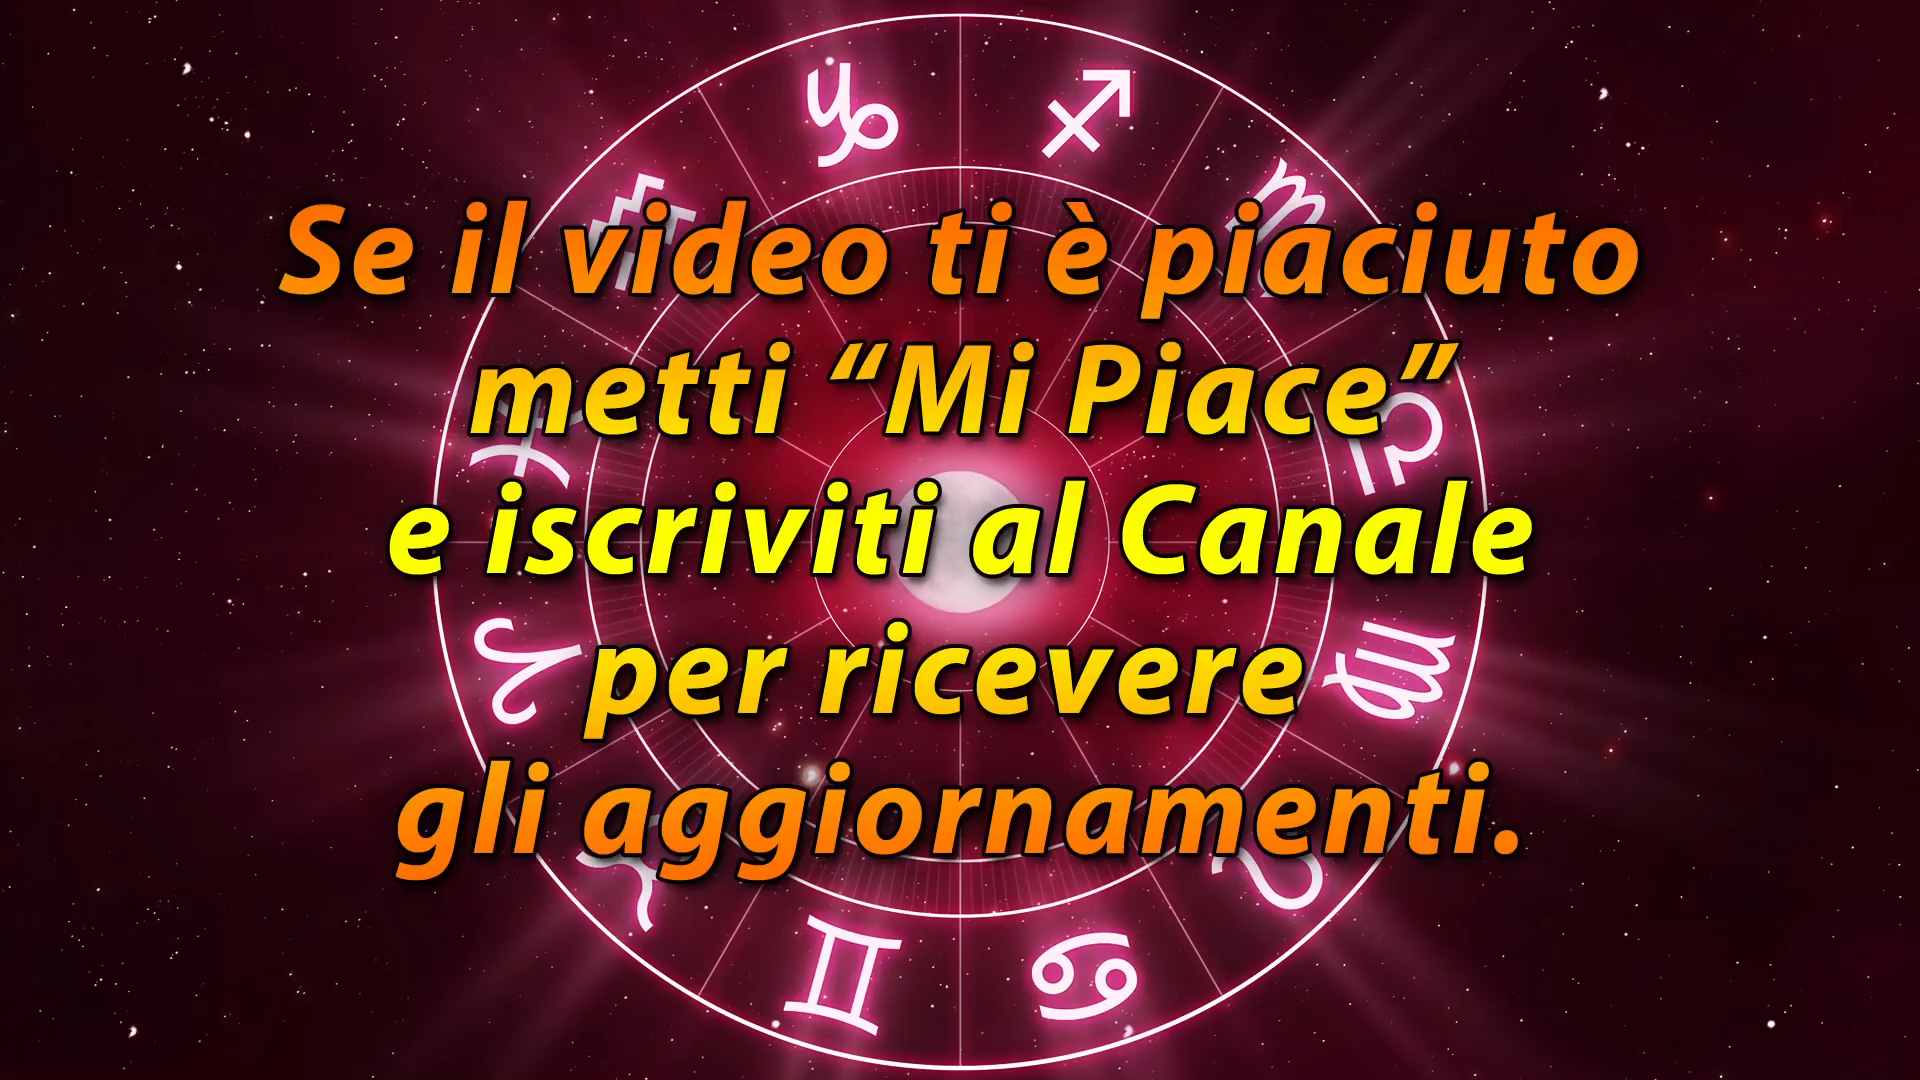 Se il video ti è piaciuto
metti “Mi Piace”
e iscriviti al Canale
per ricevere
gli aggiornamenti.